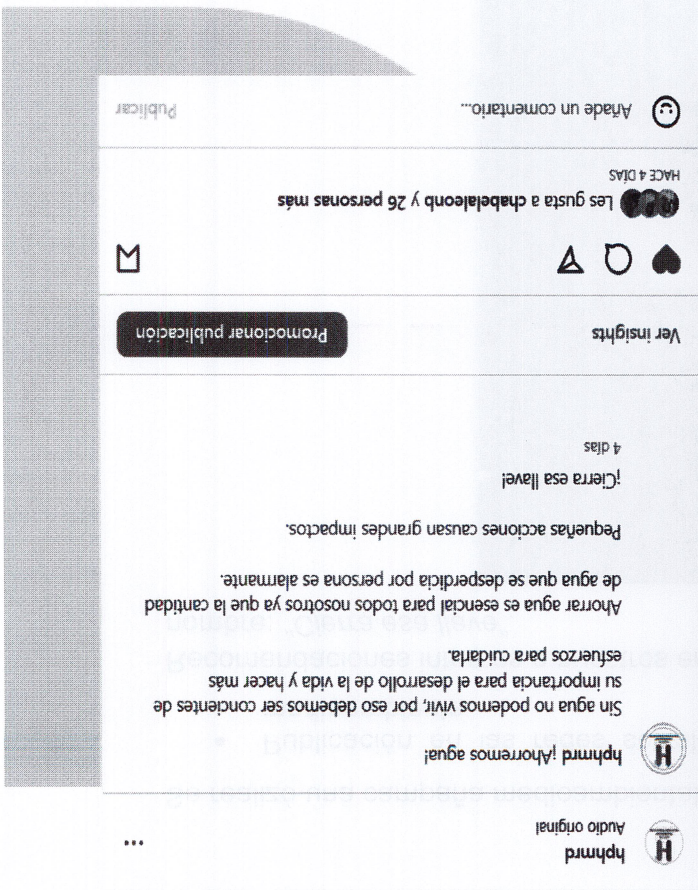 hphmrd
Audio original
...
hphmrd ¡Ahorremos agua!
Sin agua no podemos vivir, por eso debemos ser concientes de
su importancia para el desarrollo de la vida y hacer más
esfuerzos para cuidarla.
Ahorrar agua es esencial para todos nosotros ya que la cantidad
de agua que se desperdicia por persona es alarmante.
Pequeñas acciones causan grandes impactos.
¡Cierra esa llave!
4 días
Ver insights
Promocionar publicación
Les gusta a chabelaleonb y 26 personas más
HACE 4 DÍAS
Añade un comentario...
Publicar